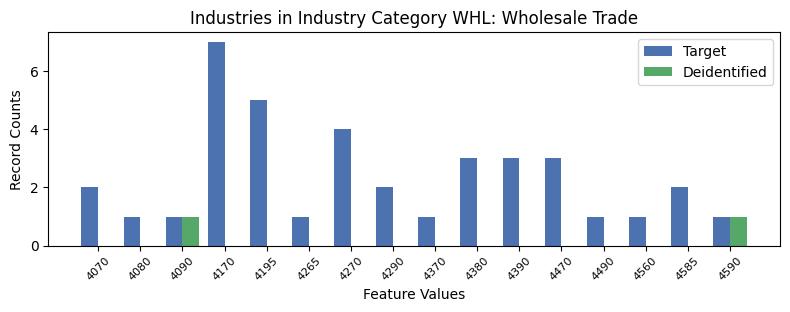 Industries in Industry Category WHL: Wholesale Trade
Target
Deidentified
Record Counts
6
4
2
0
4070 4080 4090 4170 4195 4265 4270 4290 4370 4380 4390 4470 4490 4560 4585 4590
Feature Values